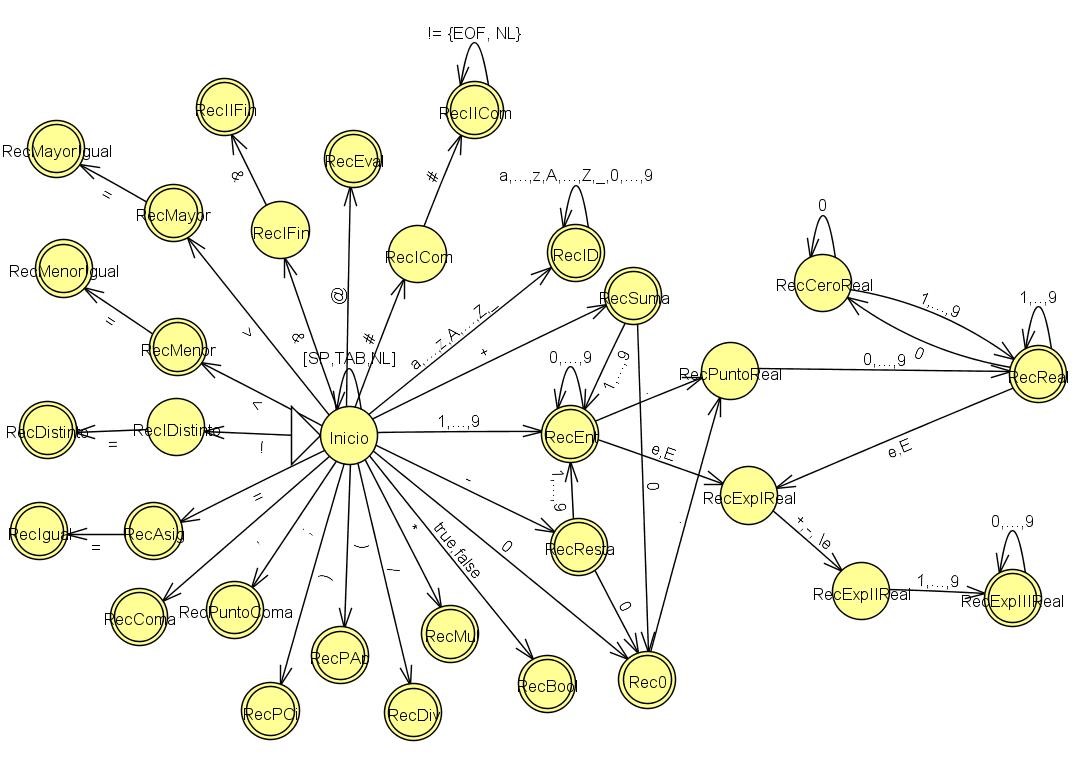 != {EOF, NL}
RecIIFin
RecIICom
RecMayorIgual
RecEval
&
#
a,...,z,A,...,Z,_,0,...,9
=
RecMayor
0
RecIFin
RecID
RecICom
RecMenorIgual
RecCeroReal
@
RecSuma
1,...,9
1,...,9
=
>
&
#
a,...,z,A,...,Z,_
+
RecMenor
[SP,TAB,NL]
0,...,9
1,...,9
.
0,...,9
0
RecPuntoReal
RecReal
<
RecDistinto
=
RecIDistinto
!
Inicio
1,...,9
RecEnt
e,E
e,E
-
0
1,...,9
RecExpIReal
=
RecIgual
=
RecAsig
,
;
)
(
/
*
true,false
0
RecResta
.
+,-,\e
0,...,9
0
1,...,9
RecExpIIReal
RecExpIIIReal
RecComa
RecPuntoComa
RecMul
RecPAp
RecBool
Rec0
RecPCi
RecDiv